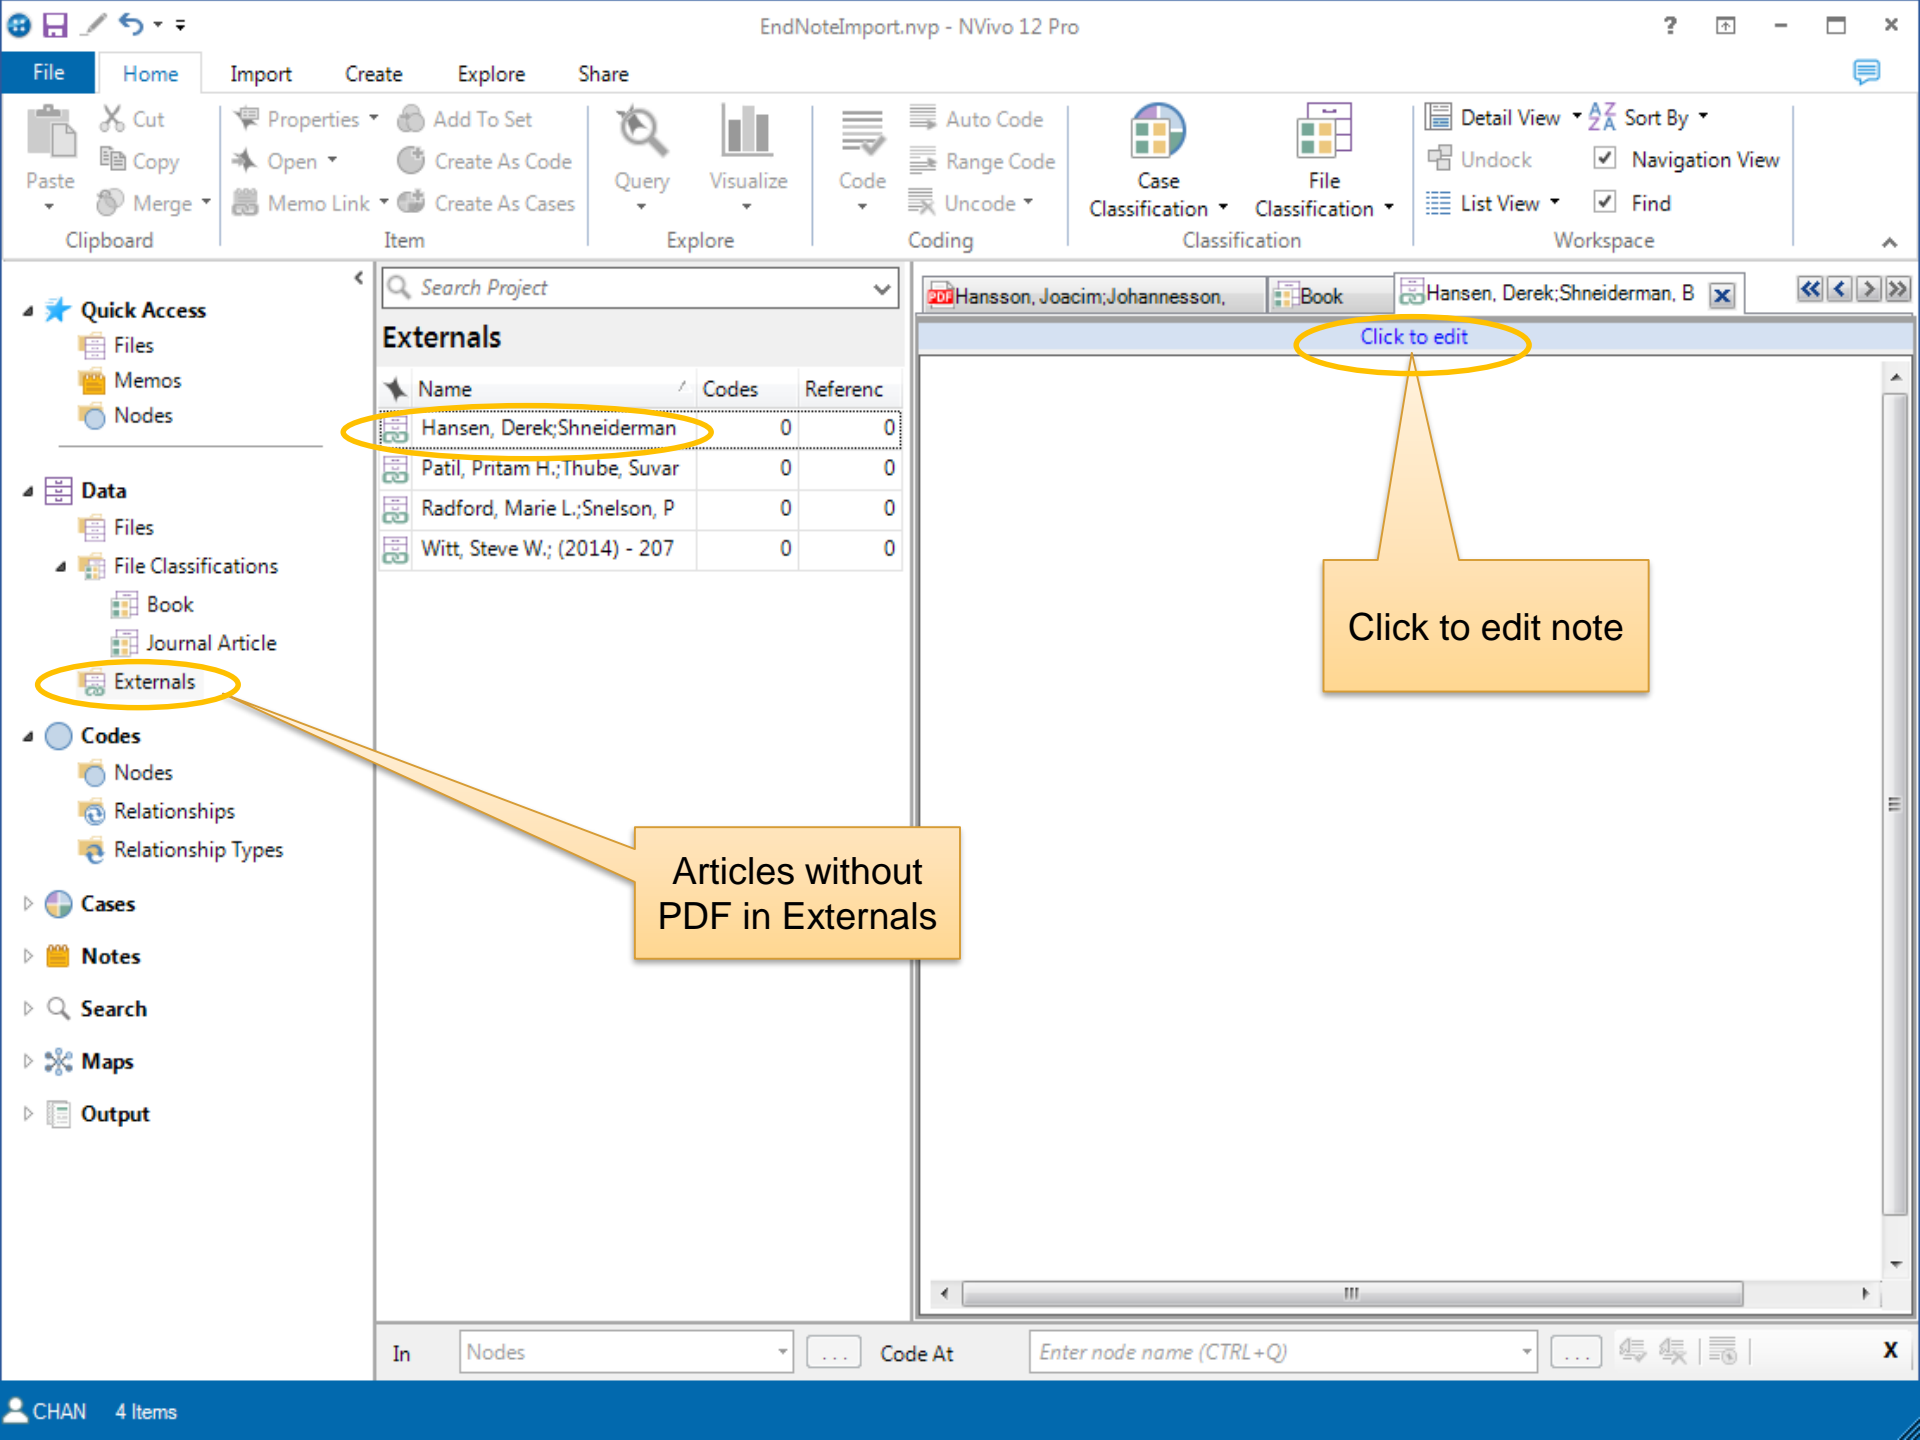 EndNoteImport.nvp - NVivo 12 Pro
?
File Home Import Create Explore Share
Paste
Cut
Copy
Merge
Clipboard
Properties
Open
Memo Link
Add To Set
Create As Code
Create As Cases
Item
Query
Visualize
Explore
Code
Auto Code
Range Code
Uncode
Coding
Case
Classification
File
Classification
Classification
Detail View
Undock
List View
Sort By
Navigation View
Find
Workspace
Quick Access
Files
Memos
Nodes
Data
Files
File Classifications
Book
Journal Article
Externals
Codes
Nodes
Relationships
Relationship Types
Cases
Notes
Search
Maps
Output
Search Project
Externals
Name Codes Referenc
Hansen, Derek;Shneiderman 0 0
Patil, Pritam H.;Thube, Suvar 0 0
Radford, Marie L.;Snelson, P 0 0
Witt, Steve W.; (2014) - 207 0 0
PDF Hansson, Joacim;Johannesson, Book Hansen, Derek;Shneiderman, B
Click to edit
Click to edit note
Articles without
PDF in Externals
In Nodes ... Code At Enter node name (CTRL+Q) ... X
CHAN 4 Items